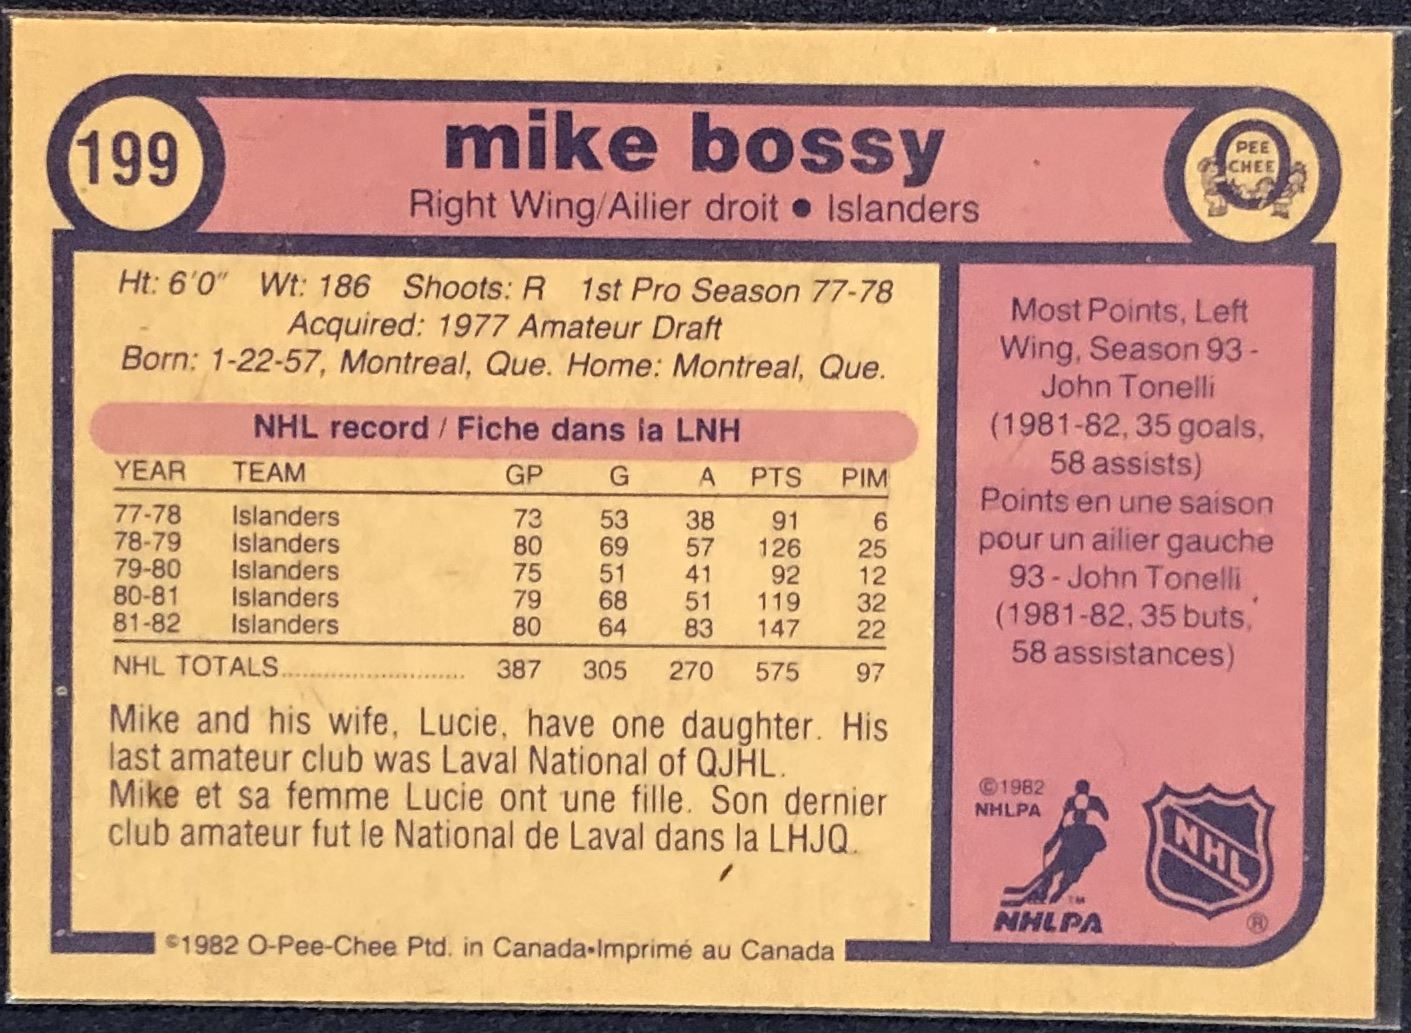 199
mike bossy
Right Wing/Ailier droit ● Islanders
PEE
CHEE
Ht: 6'0" Wt: 186 Shoots: R 1st Pro Season 77-78
Acquired: 1977 Amateur Draft
Born: 1-22-57, Montreal, Que. Home: Montreal, Que.
NHL record / Fiche dans la LNH
YEAR TEAM GP G A PTS PIM
77-78 Islanders 73 53 38 91 6
78-79 Islanders 80 69 57 126 25
79-80 Islanders 75 51 41 92 12
80-81 Islanders 79 68 51 119 32
81-82 Islanders 80 64 83 147 22
NHL TOTALS.......................... 387 305 270 575 97
Mike and his wife, Lucie, have one daughter. His
last amateur club was Laval National of QJHL.
Mike et sa femme Lucie ont une fille. Son dernier
club amateur fut le National de Laval dans la LHJQ.
©1982 O-Pee-Chee Ptd. in Canada•Imprimé au Canada
Most Points, Left
Wing, Season 93 -
John Tonelli
(1981-82, 35 goals,
58 assists)
Points en une saison
pour un ailier gauche
93 - John Tonelli
(1981-82, 35 buts,
58 assistances)
©1982
NHLPA
TM
NHLPA
NHL
®